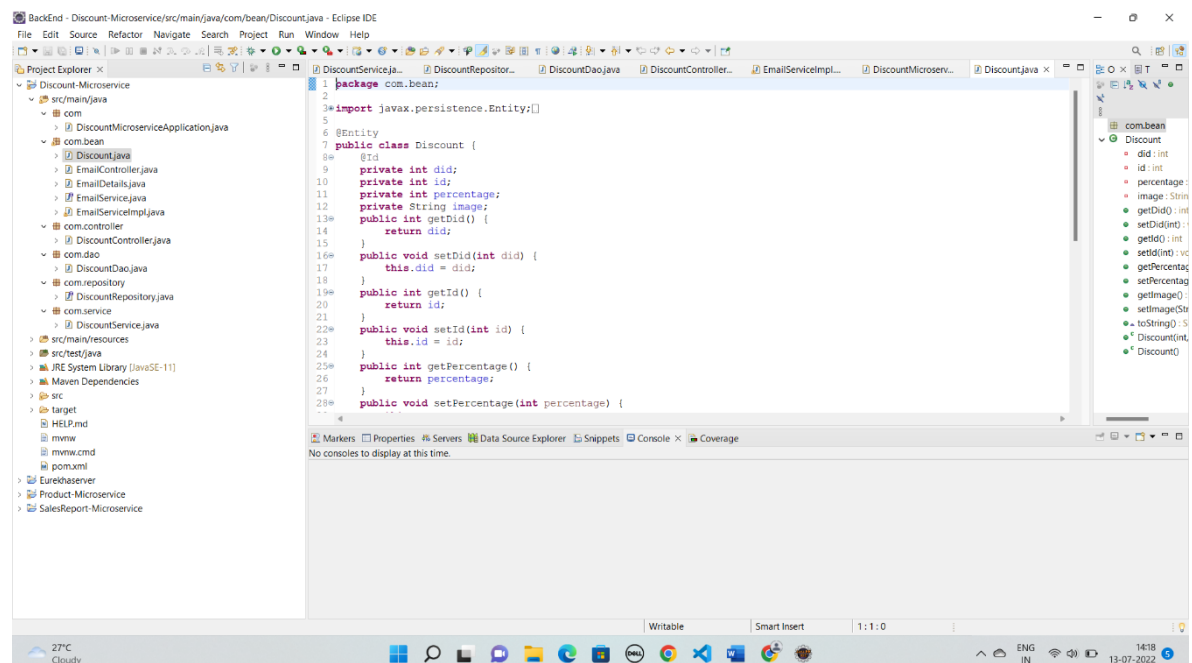 BackEnd - Discount-Microservice/src/main/java/com/bean/Discount.java - Eclipse IDE
File Edit Source Refactor Navigate Search Project Run Window Help
Project Explorer
Discount-Microservice
src/main/java
com
DiscountMicroserviceApplication.java
com.bean
Discount.java
EmailController.java
EmailDetails.java
EmailService.java
EmailServiceImpl.java
com.controller
DiscountController.java
com.dao
DiscountDao.java
com.repository
DiscountRepository.java
com.service
DiscountService.java
src/main/resources
src/test/java
JRE System Library [JavaSE-11]
Maven Dependencies
src
target
HELP.md
mvnw
mvnw.cmd
pom.xml
Eurekhaserver
Product-Microservice
SalesReport-Microservice
DiscountService.ja... DiscountRepositor... DiscountDao.java DiscountController... EmailServiceImpl.... DiscountMicroserv... Discount.java
1 package com.bean;
2
3 import javax.persistence.Entity;
5
6 @Entity
7 public class Discount {
8 @Id
9 private int did;
10 private int id;
11 private int percentage;
12 private String image;
13 public int getDid() {
14 return did;
15 }
16 public void setDid(int did) {
17 this.did = did;
18 }
19 public int getId() {
20 return id;
21 }
22 public void setId(int id) {
23 this.id = id;
24 }
25 public int getPercentage() {
26 return percentage;
27 }
28 public void setPercentage(int percentage) {
com.bean
Discount
did : int
id : int
percentage :
image : Strin
getDid() : int
setDid(int) :
getId() : int
setId(int) : vo
getPercentag
setPercentag
getImage() :
setImage(Str
toString() : S
Discount(int,
Discount()
Markers Properties Servers Data Source Explorer Snippets Console Coverage
No consoles to display at this time.
Writable Smart Insert 1 : 1 : 0
27°C
Cloudy
DELL
ENG
IN
14:18
13-07-2022
5